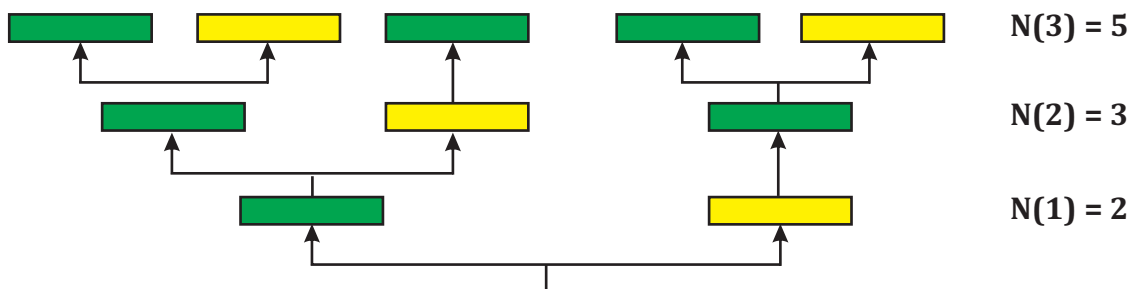 N(3) = 5
N(2) = 3
N(1) = 2